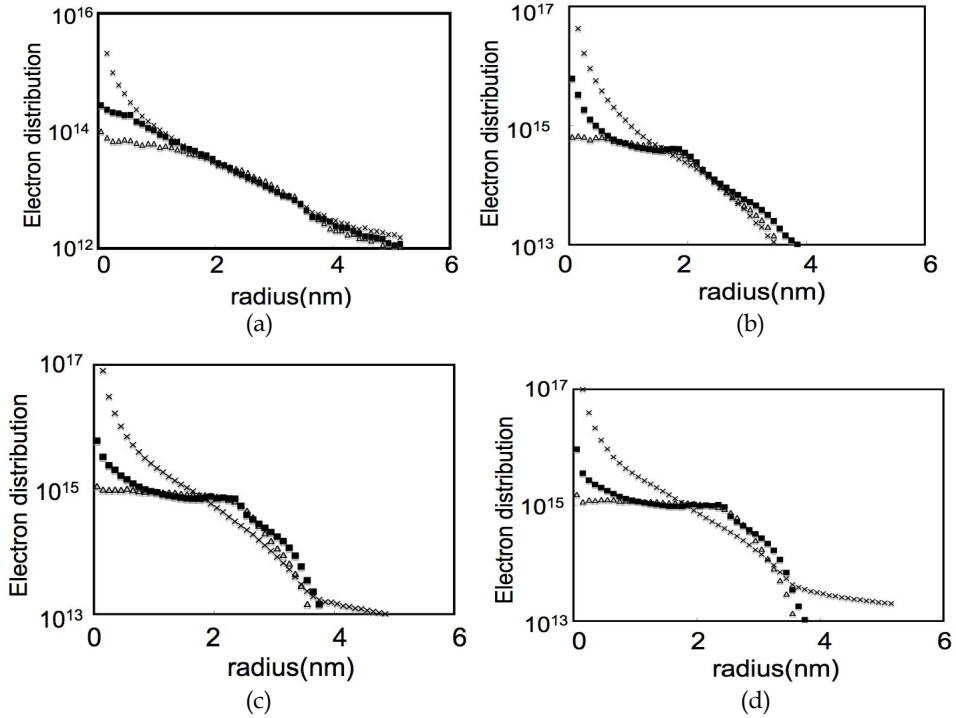 10^16
10^14
10^12
Electron distribution
0 2 4 6
radius(nm)
(a)
10^17
10^15
10^13
Electron distribution
0 2 4 6
radius(nm)
(b)
10^17
10^15
10^13
Electron distribution
0 2 4 6
radius(nm)
(c)
10^17
10^15
10^13
Electron distribution
0 2 4 6
radius(nm)
(d)